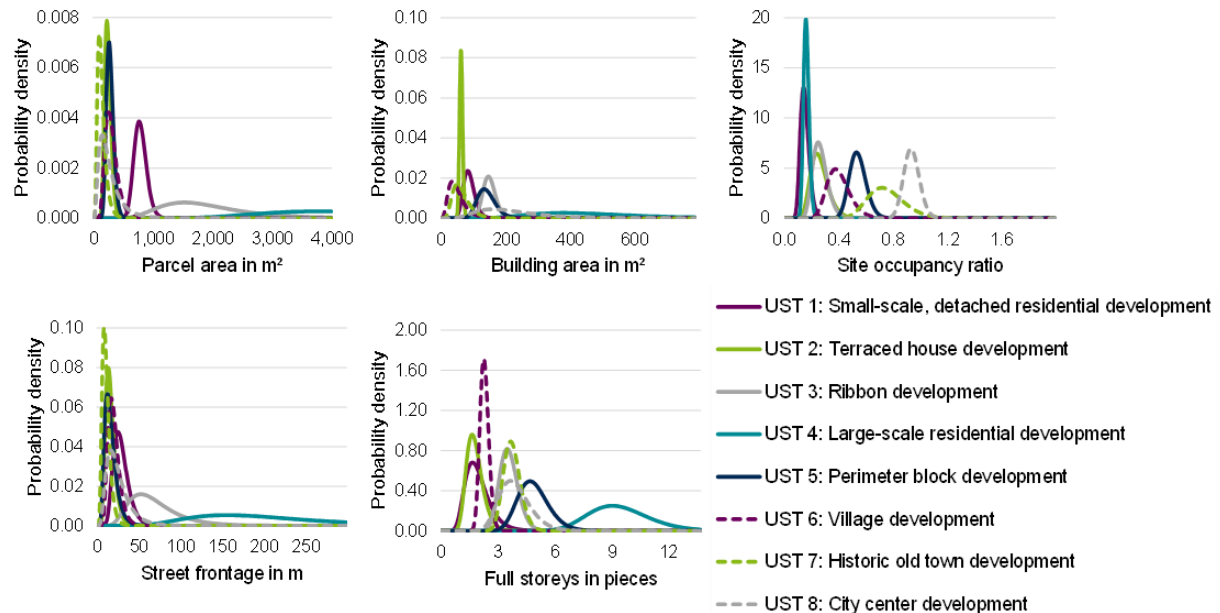 Probability density
0.008
0.006
0.004
0.002
0.000
0
1,000
2,000
3,000
4,000
Parcel area in m²
Probability density
0.10
0.08
0.06
0.04
0.02
0.00
0
200
400
600
Building area in m²
Probability density
20
15
10
5
0
0.0
0.4
0.8
1.2
1.6
Site occupancy ratio
Probability density
0.10
0.08
0.06
0.04
0.02
0.00
0
50
100
150
200
250
Street frontage in m
Probability density
2.00
1.60
1.20
0.80
0.40
0.00
0
3
6
9
12
Full storeys in pieces
UST 1: Small-scale, detached residential development
UST 2: Terraced house development
UST 3: Ribbon development
UST 4: Large-scale residential development
UST 5: Perimeter block development
UST 6: Village development
UST 7: Historic old town development
UST 8: City center development